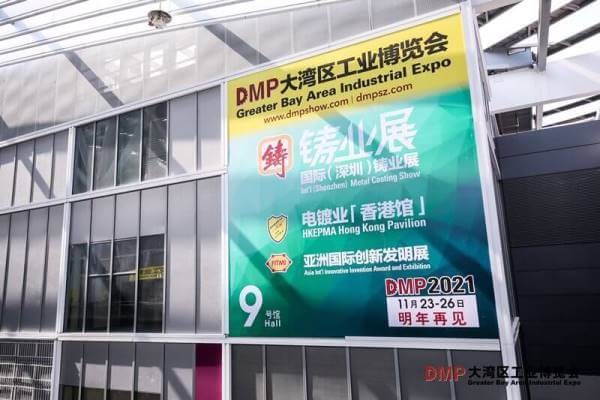 DMP大湾区工业博览会
Greater Bay Area Industrial Expo
www.dmpshow.com | dmpsz.com
铸
铸业展
国际(深圳)铸业展
Int'l (Shenzhen) Metal Casting Show
电镀业「香港馆」
HKEPMA Hong Kong Pavilion
亚洲国际创新发明展
Asia Int'l Innovative Invention Award and Exhibition
9
号馆
Hall
DMP2021
11月23-26日
明年再见
DMP大湾区工业博览会
Greater Bay Area Industrial Expo